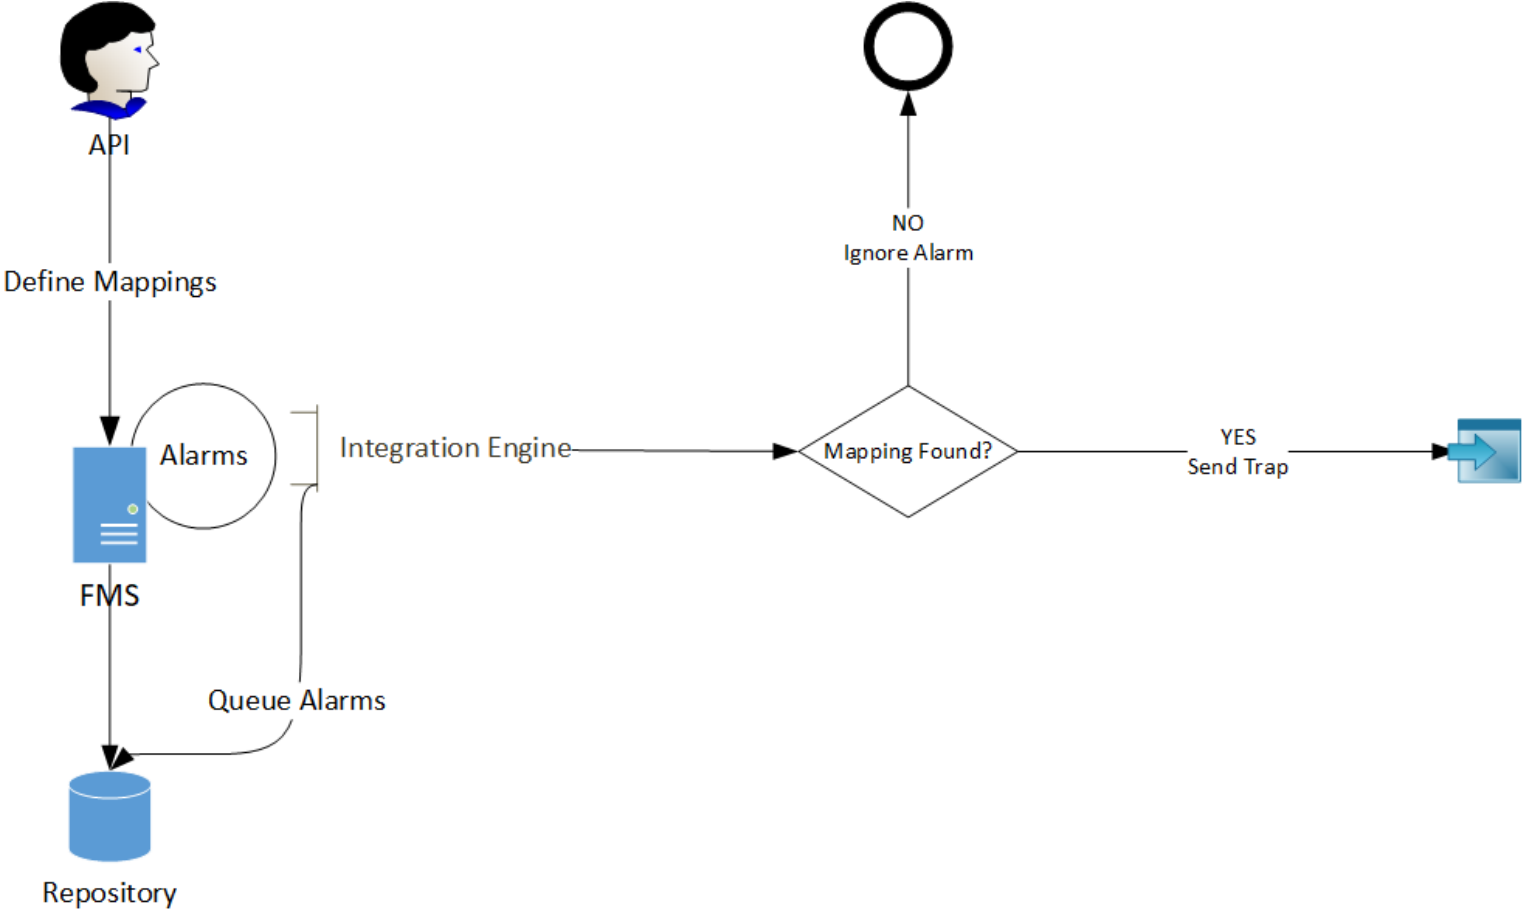 API
NO
Ignore Alarm
Define Mappings
Alarms
Integration Engine
Mapping Found?
YES
Send Trap
FMS
Queue Alarms
Repository